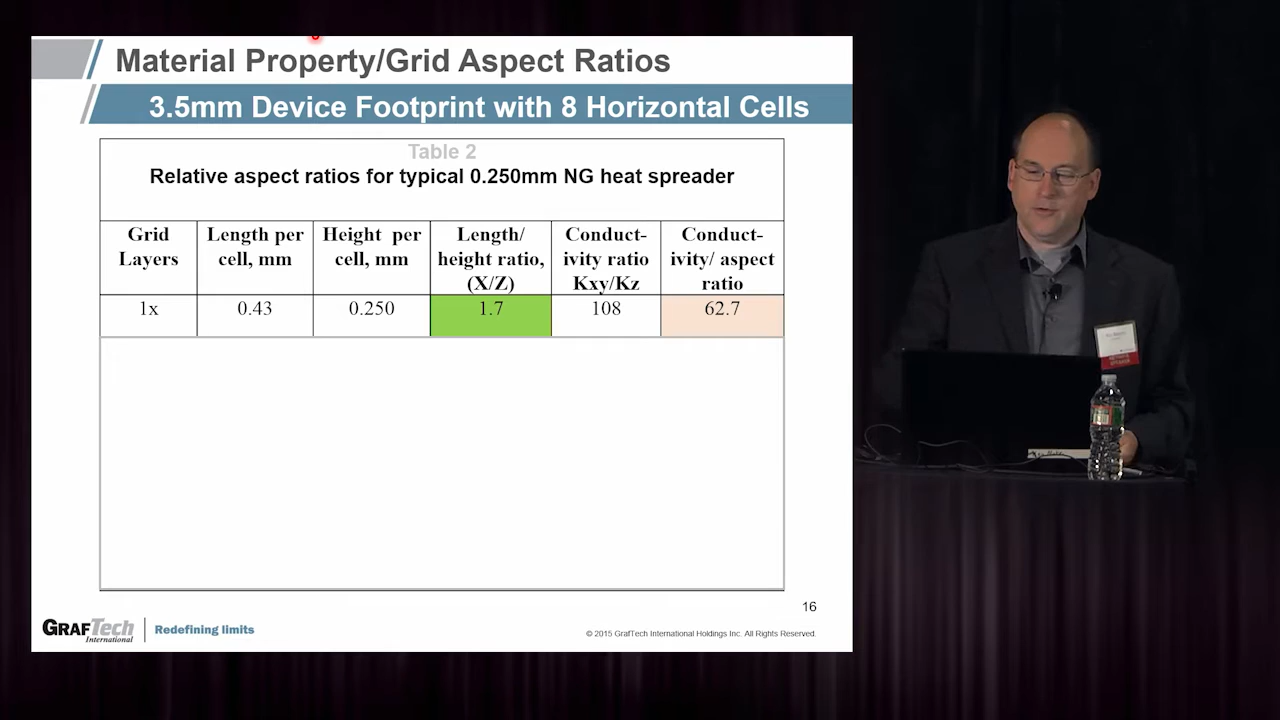 Material Property/Grid Aspect Ratios
3.5mm Device Footprint with 8 Horizontal Cells
Table 2
Relative aspect ratios for typical 0.250mm NG heat spreader
Grid Layers
Length per cell, mm
Height per cell, mm
Length/ height ratio, (X/Z)
Conduct- ivity ratio Kxy/Kz
Conduct- ivity/ aspect ratio
1x
0.43
0.250
1.7
108
62.7
16
GRAFTech
International
Redefining limits
© 2015 GrafTech International Holdings Inc. All Rights Reserved.